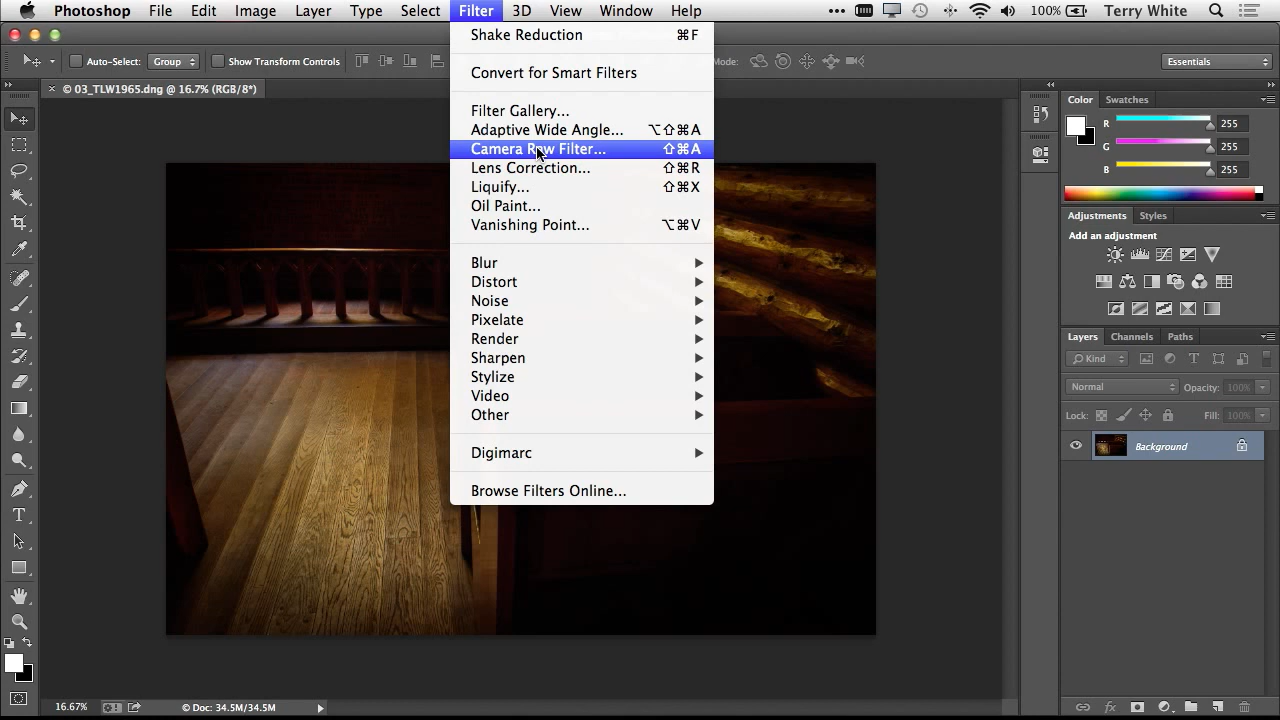 Photoshop File Edit Image Layer Type Select Filter 3D View Window Help 100% Terry White
Auto-Select: Group Show Transform Controls Mode: Essentials
× © 03_TLW1965.dng @ 16.7% (RGB/8*)
Shake Reduction ⌘F
Convert for Smart Filters
Filter Gallery...
Adaptive Wide Angle... ⌥⇧⌘A
Camera Raw Filter... ⇧⌘A
Lens Correction... ⇧⌘R
Liquify... ⇧⌘X
Oil Paint...
Vanishing Point... ⌥⌘V
Blur
Distort
Noise
Pixelate
Render
Sharpen
Stylize
Video
Other
Digimarc
Browse Filters Online...
Color Swatches
R 255
G 255
B 255
Adjustments Styles
Add an adjustment
Layers Channels Paths
Kind
Normal Opacity: 100%
Lock: Fill: 100%
Background
16.67% © Doc: 34.5M/34.5M